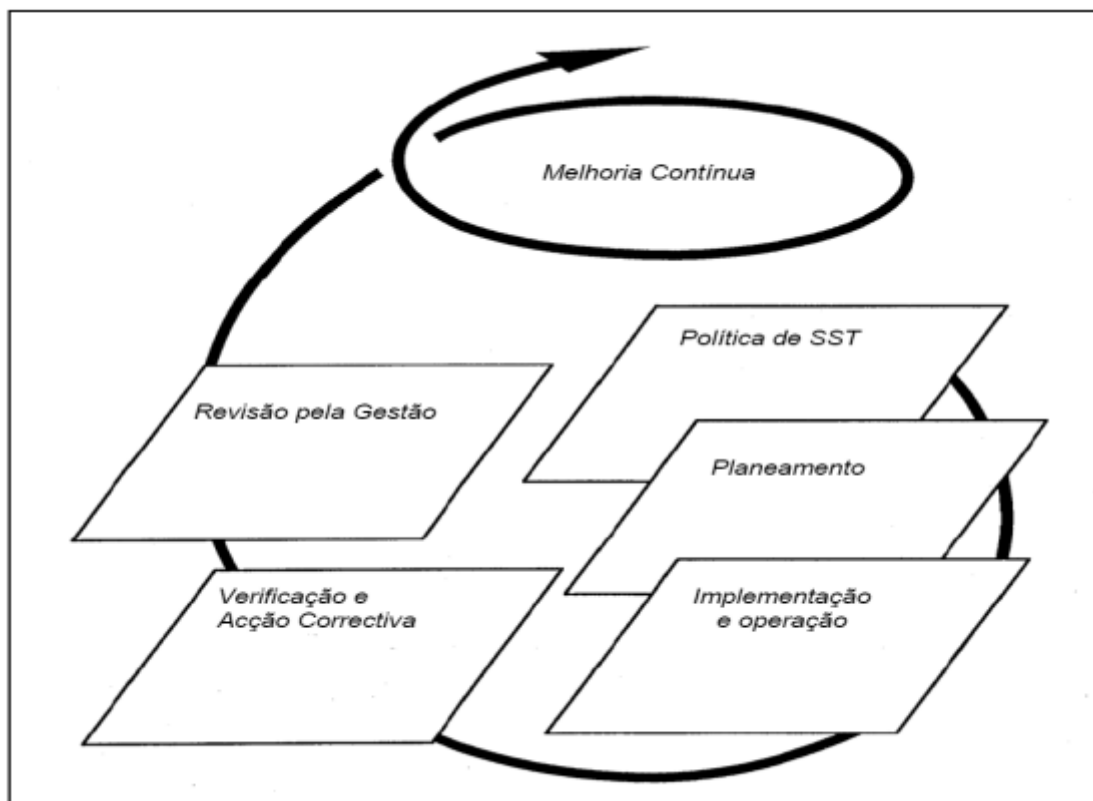 Melhoria Contínua
Política de SST
Revisão pela Gestão
Planeamento
Verificação e
Acção Correctiva
Implementação
e operação